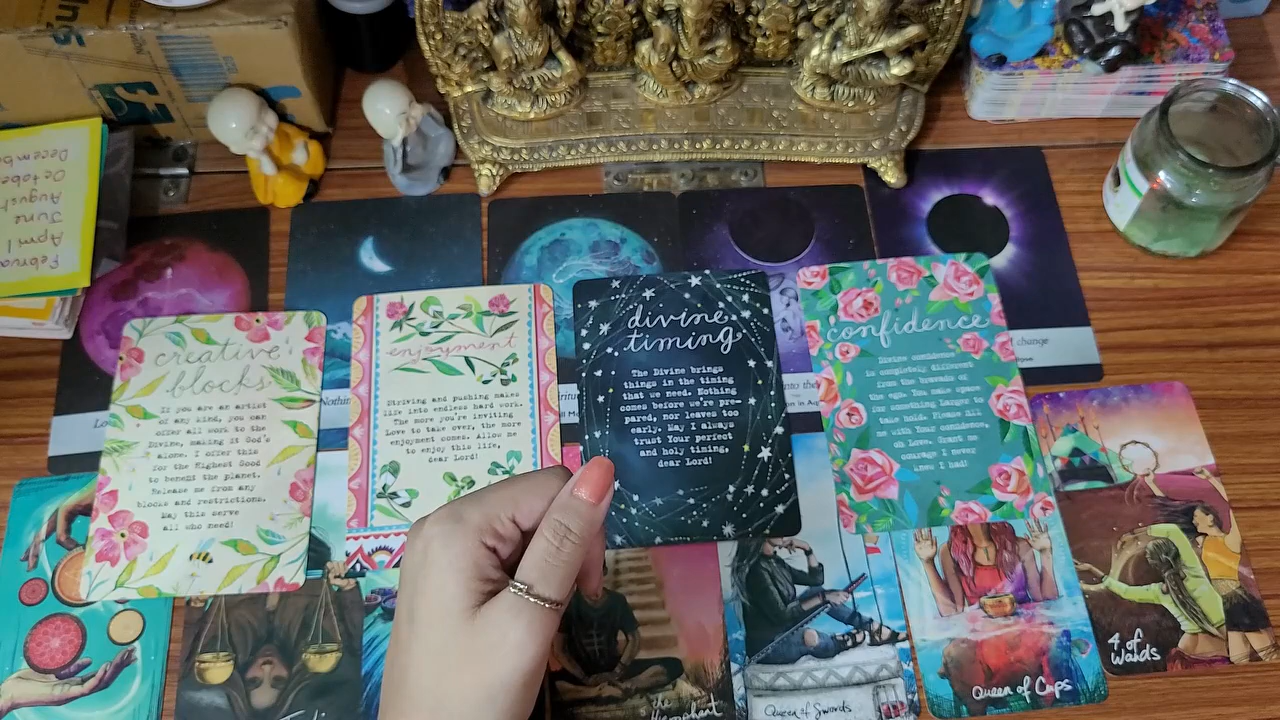 In's
December
October
August
June
April
creative
blocks
If you are an artist
of any kind, you can
offer all work to the
Divine, making it God's
alone. I offer this
for the Highest Good
to benefit the planet.
Release me from any
blocks and restrictions.
May this serve
all who need!
enjoyment
Striving and pushing makes
life into endless hard work.
The more you're inviting
Love to take over, the more
enjoyment comes. Allow me
to enjoy this life,
dear Lord!
divine
timing
The Divine brings
things in the timing
that we need. Nothing
comes before we're pre-
pared, nor leaves too
early. May I always
trust Your perfect
and holy timing,
dear Lord!
confidence
Divine confidence
is completely different
from the bravado of
the ego. You make space
for something larger to
take hold. Please fill
me with Your confidence,
oh Love. Grant me
courage I never
knew I had!
Lo
Nothin
nto the
on in Aq
change
the
Queen of Swords
Queen of Cups
4 of
Wands